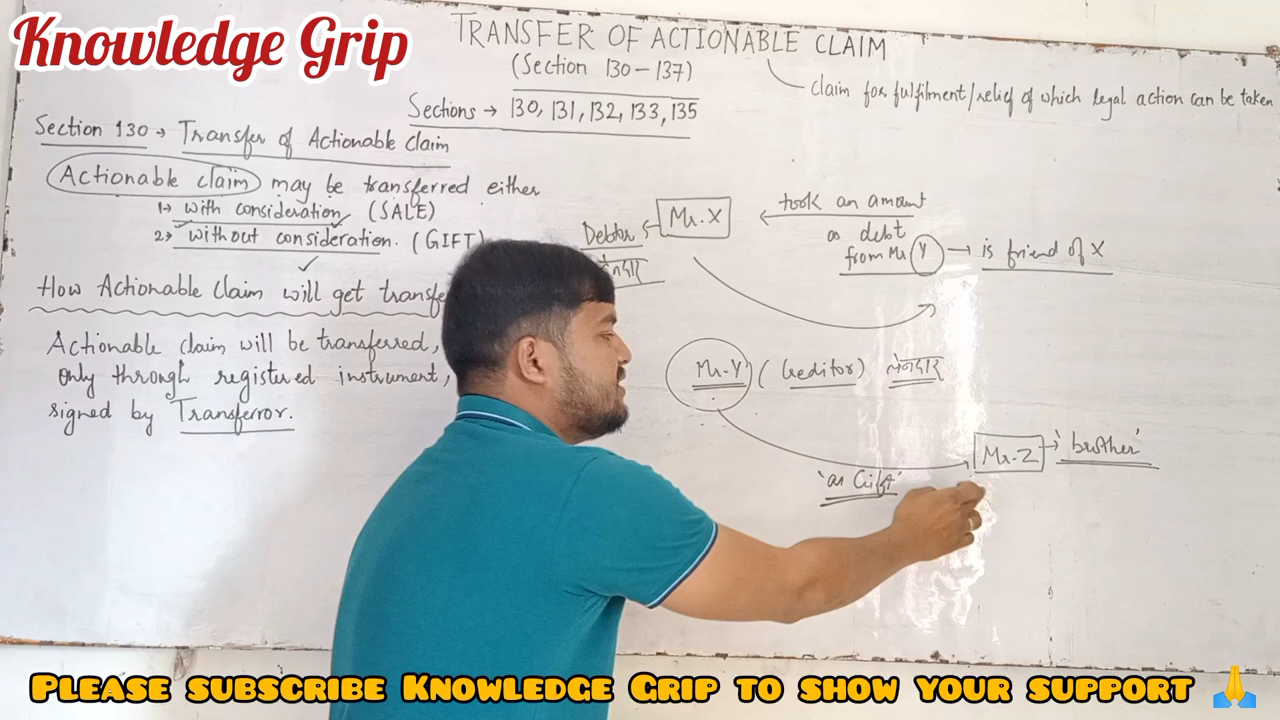 Knowledge Grip
TRANSFER OF ACTIONABLE CLAIM
(Section 130 – 137)
claim for fulfilment/relief of which legal action can be taken
Sections → 130, 131, 132, 133, 135
Section 130 → Transfer of Actionable claim
Actionable claim may be transferred either
1→ with consideration (SALE)
2→ without consideration. (GIFT)
How Actionable Claim will get transfe
Actionable claim will be transferred,
only through registered instrument,
signed by Transferror.
Debtor
Mr. X
took an amount
as debt
from Mr. Y → is friend of X
Mr. Y (Creditor) लेनदार
'as Gift'
Mr. Z → 'brother'
Please subscribe Knowledge Grip to show your support 🙏